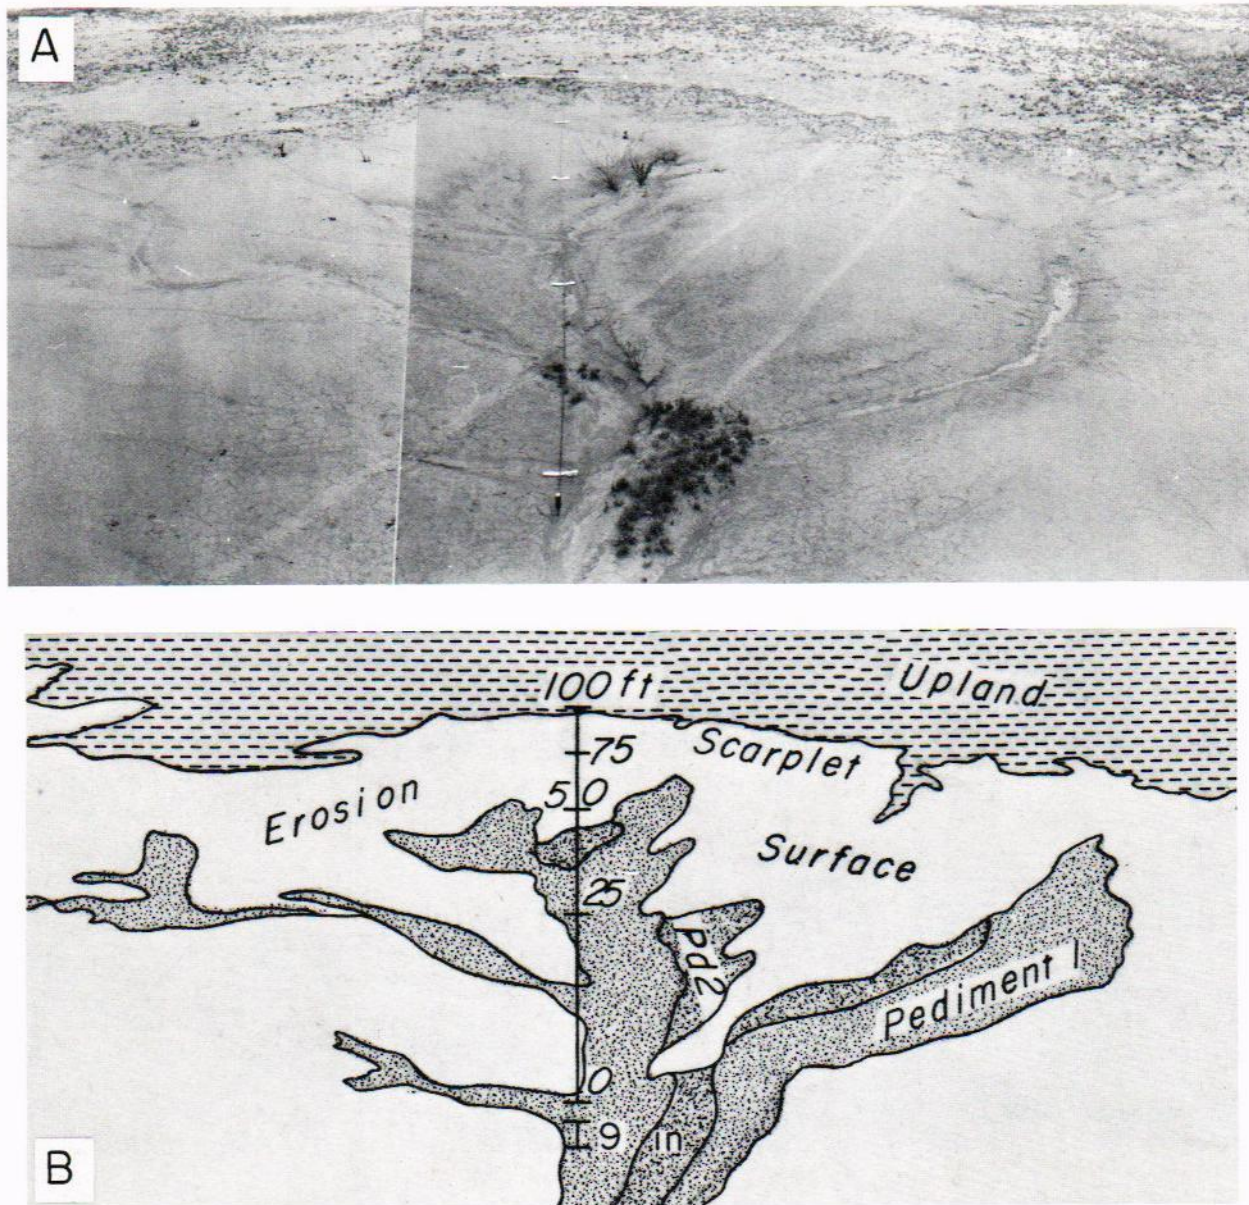 A
100 ft
Upland
75
Scarplet
50
Erosion
Surface
25
Pd2
Pediment 1
0
9 in
B